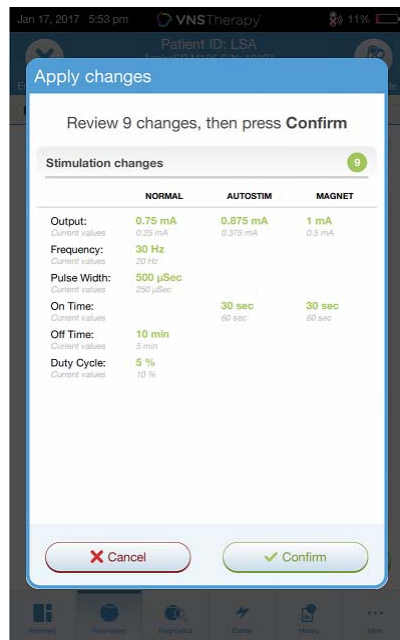 Jan 17, 2017 5:53 pm VNSTherapy 11%
Patient ID: LSA
Apply changes
Review 9 changes, then press Confirm
Stimulation changes 9
NORMAL AUTOSTIM MAGNET
Output: 0.75 mA 0.875 mA 1 mA
Current values 0.25 mA 0.375 mA 0.5 mA
Frequency: 30 Hz
Current values 20 Hz
Pulse Width: 500 µSec
Current values 250 µSec
On Time: 30 sec 30 sec
Current values 60 sec 60 sec
Off Time: 10 min
Current values 5 min
Duty Cycle: 5 %
Current values 10 %
Cancel Confirm
Summary Parameters Diagnostics Events History More